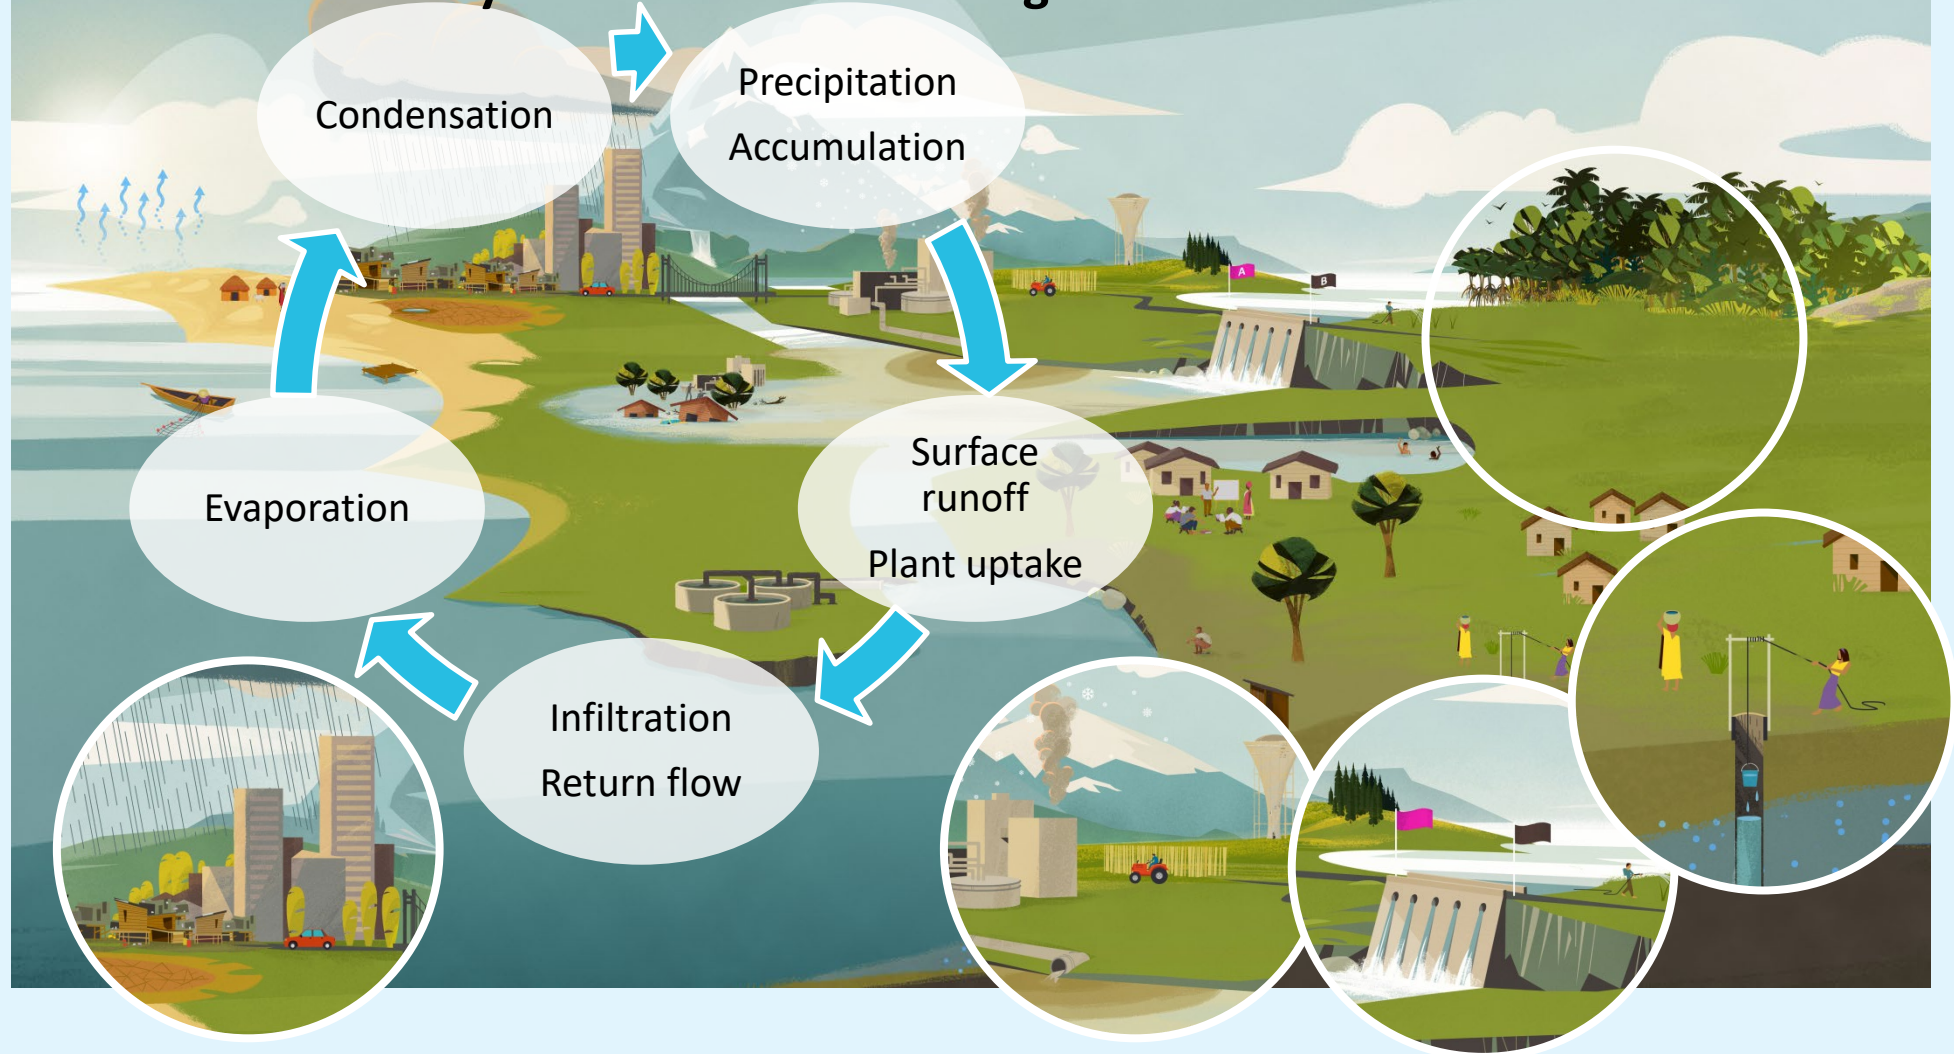 Condensation
Precipitation
Accumulation
A
B
Surface
runoff
Plant uptake
Evaporation
Infiltration
Return flow